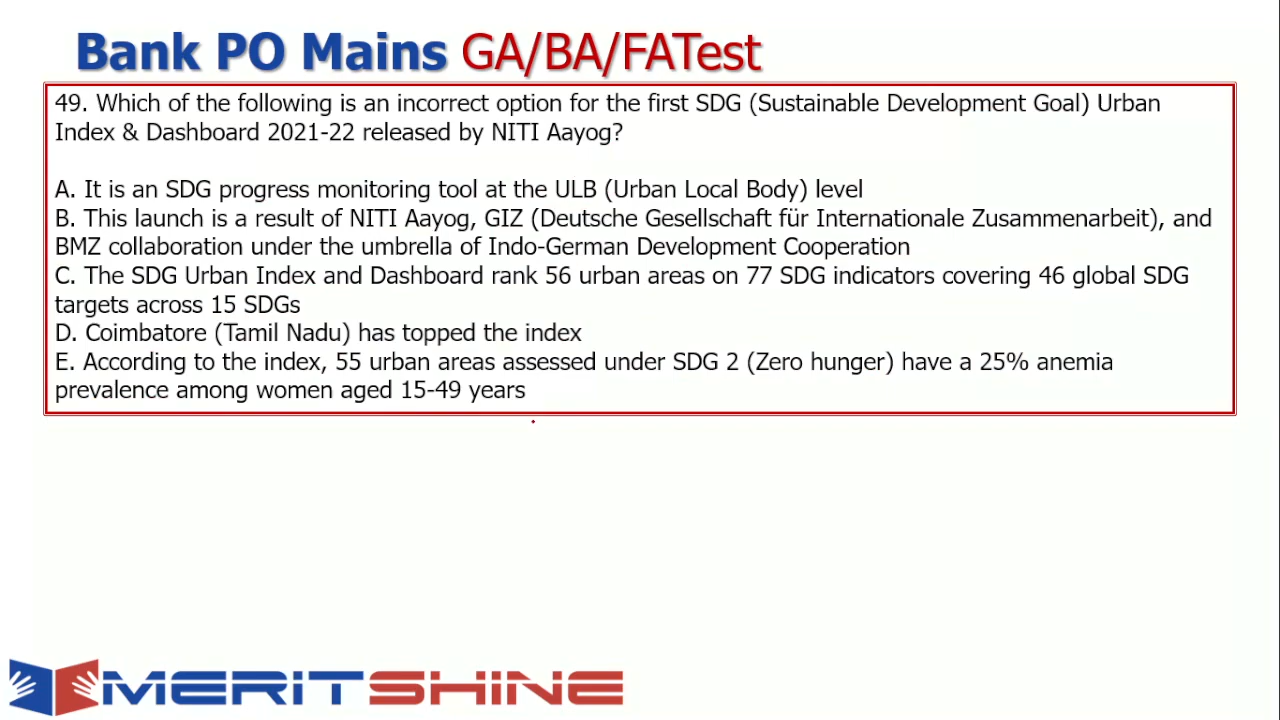 Bank PO Mains GA/BA/FATest
49. Which of the following is an incorrect option for the first SDG (Sustainable Development Goal) Urban
Index & Dashboard 2021-22 released by NITI Aayog?
A. It is an SDG progress monitoring tool at the ULB (Urban Local Body) level
B. This launch is a result of NITI Aayog, GIZ (Deutsche Gesellschaft für Internationale Zusammenarbeit), and
BMZ collaboration under the umbrella of Indo-German Development Cooperation
C. The SDG Urban Index and Dashboard rank 56 urban areas on 77 SDG indicators covering 46 global SDG
targets across 15 SDGs
D. Coimbatore (Tamil Nadu) has topped the index
E. According to the index, 55 urban areas assessed under SDG 2 (Zero hunger) have a 25% anemia
prevalence among women aged 15-49 years
MERITSHINE